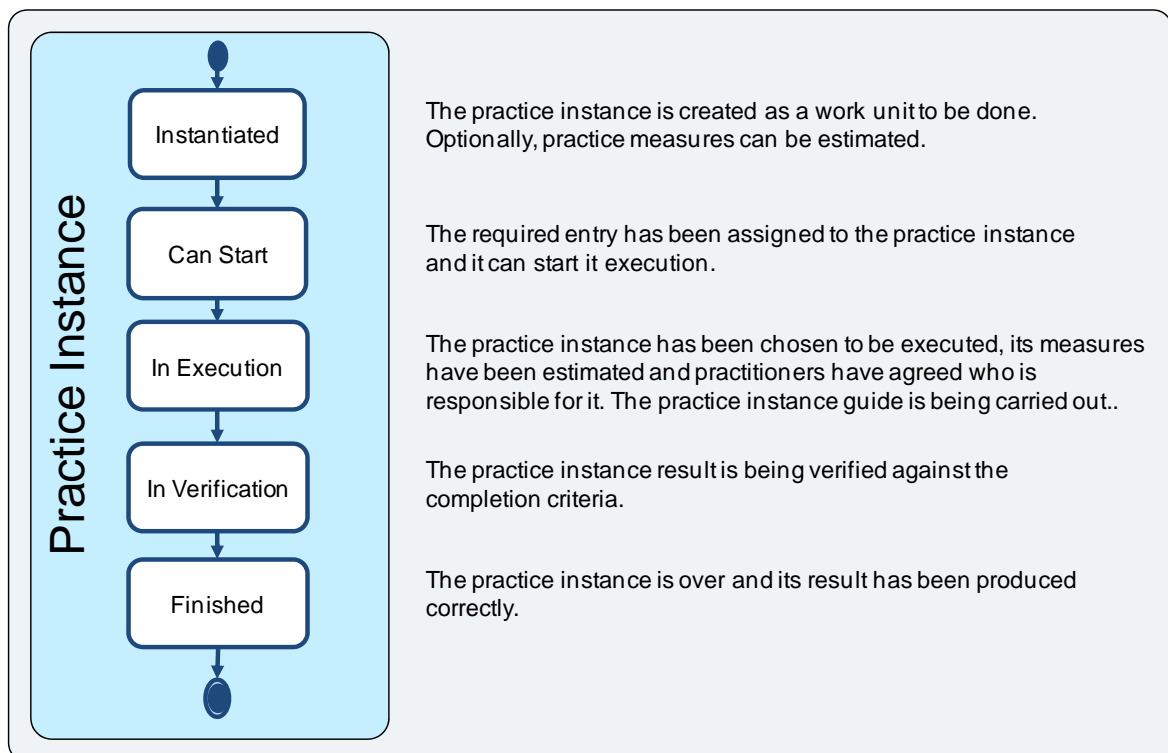 Practice Instance
Instantiated
The practice instance is created as a work unit to be done.
Optionally, practice measures can be estimated.
Can Start
The required entry has been assigned to the practice instance
and it can start it execution.
In Execution
The practice instance has been chosen to be executed, its measures
have been estimated and practitioners have agreed who is
responsible for it. The practice instance guide is being carried out..
In Verification
The practice instance result is being verified against the
completion criteria.
Finished
The practice instance is over and its result has been produced
correctly.